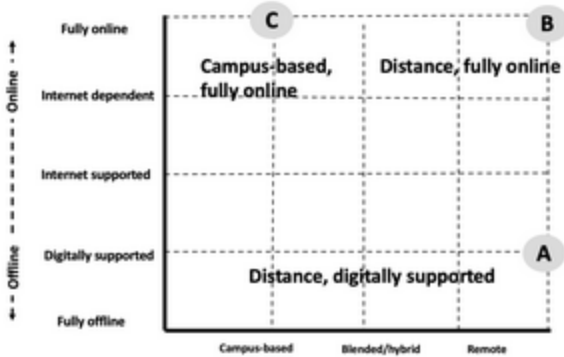 Fully online
C
B
Campus-based,
fully online
Distance, fully online
Online
Internet dependent
Internet supported
Offline
Digitally supported
A
Distance, digitally supported
Fully offline
Campus-based
Blended/hybrid
Remote